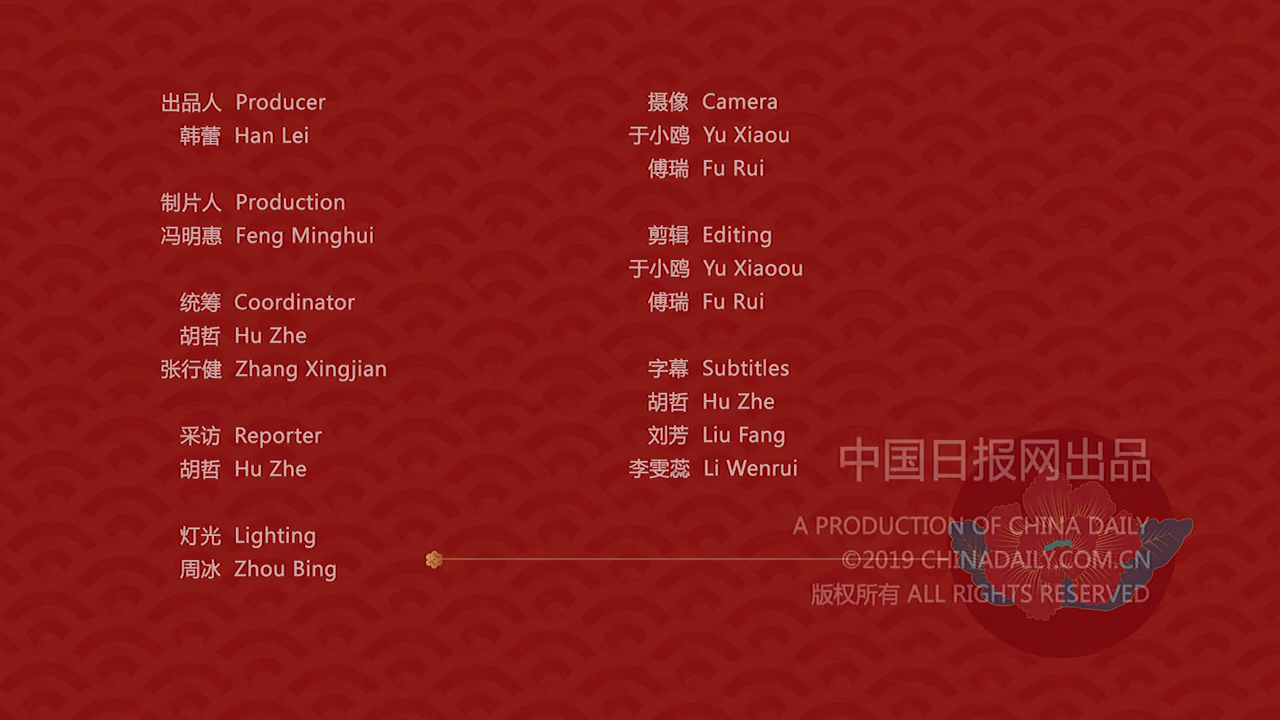 出品人 Producer
韩蕾 Han Lei
制片人 Production
冯明惠 Feng Minghui
统筹 Coordinator
胡哲 Hu Zhe
张行健 Zhang Xingjian
采访 Reporter
胡哲 Hu Zhe
灯光 Lighting
周冰 Zhou Bing
摄像 Camera
于小鸥 Yu Xiaou
傅瑞 Fu Rui
剪辑 Editing
于小鸥 Yu Xiaoou
傅瑞 Fu Rui
字幕 Subtitles
胡哲 Hu Zhe
刘芳 Liu Fang
李雯蕊 Li Wenrui
中国日报网出品
A PRODUCTION OF CHINA DAILY
©2019 CHINADAILY.COM.CN
版权所有 ALL RIGHTS RESERVED